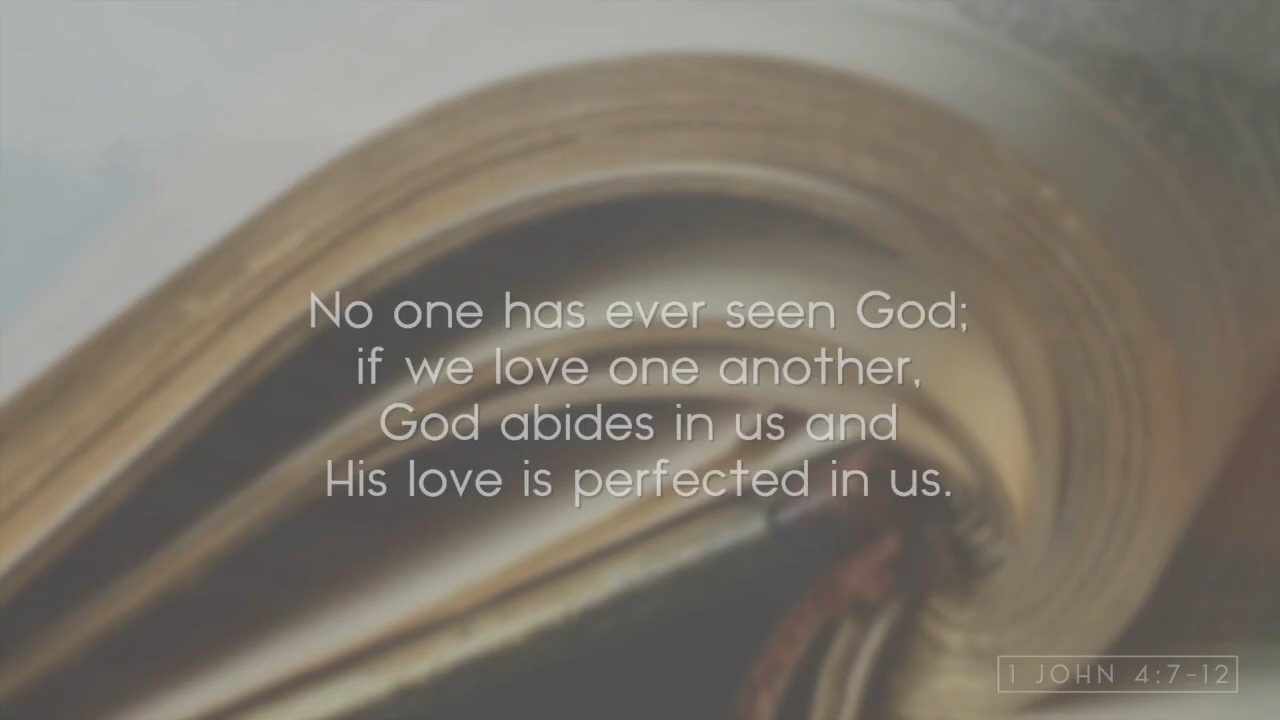 No one has ever seen God;
if we love one another,
God abides in us and
His love is perfected in us.
1 JOHN 4:7-12